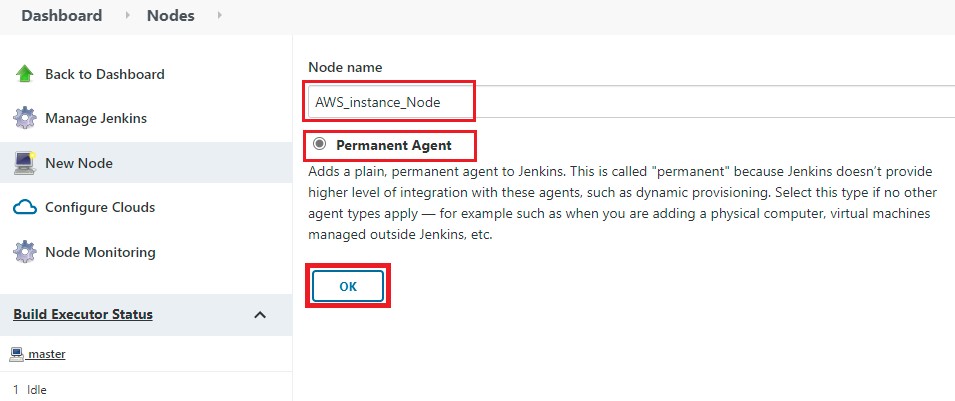 Dashboard Nodes
Back to Dashboard
Manage Jenkins
New Node
Configure Clouds
Node Monitoring
Build Executor Status
master
1 Idle
Node name
AWS_instance_Node
Permanent Agent
Adds a plain, permanent agent to Jenkins. This is called "permanent" because Jenkins doesn’t provide
higher level of integration with these agents, such as dynamic provisioning. Select this type if no other
agent types apply — for example such as when you are adding a physical computer, virtual machines
managed outside Jenkins, etc.
OK